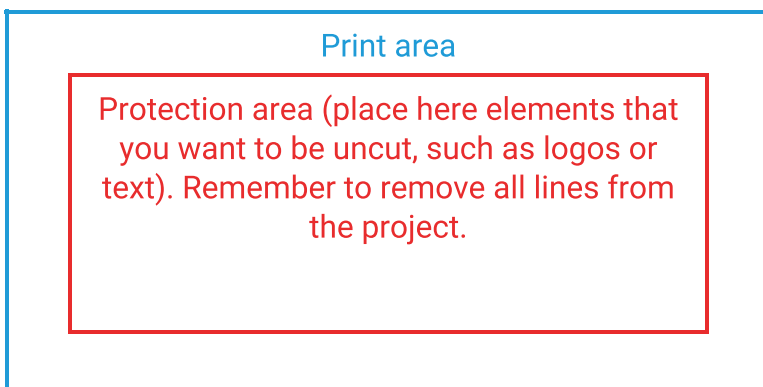 Print area
Protection area (place here elements that
you want to be uncut, such as logos or
text). Remember to remove all lines from
the project.